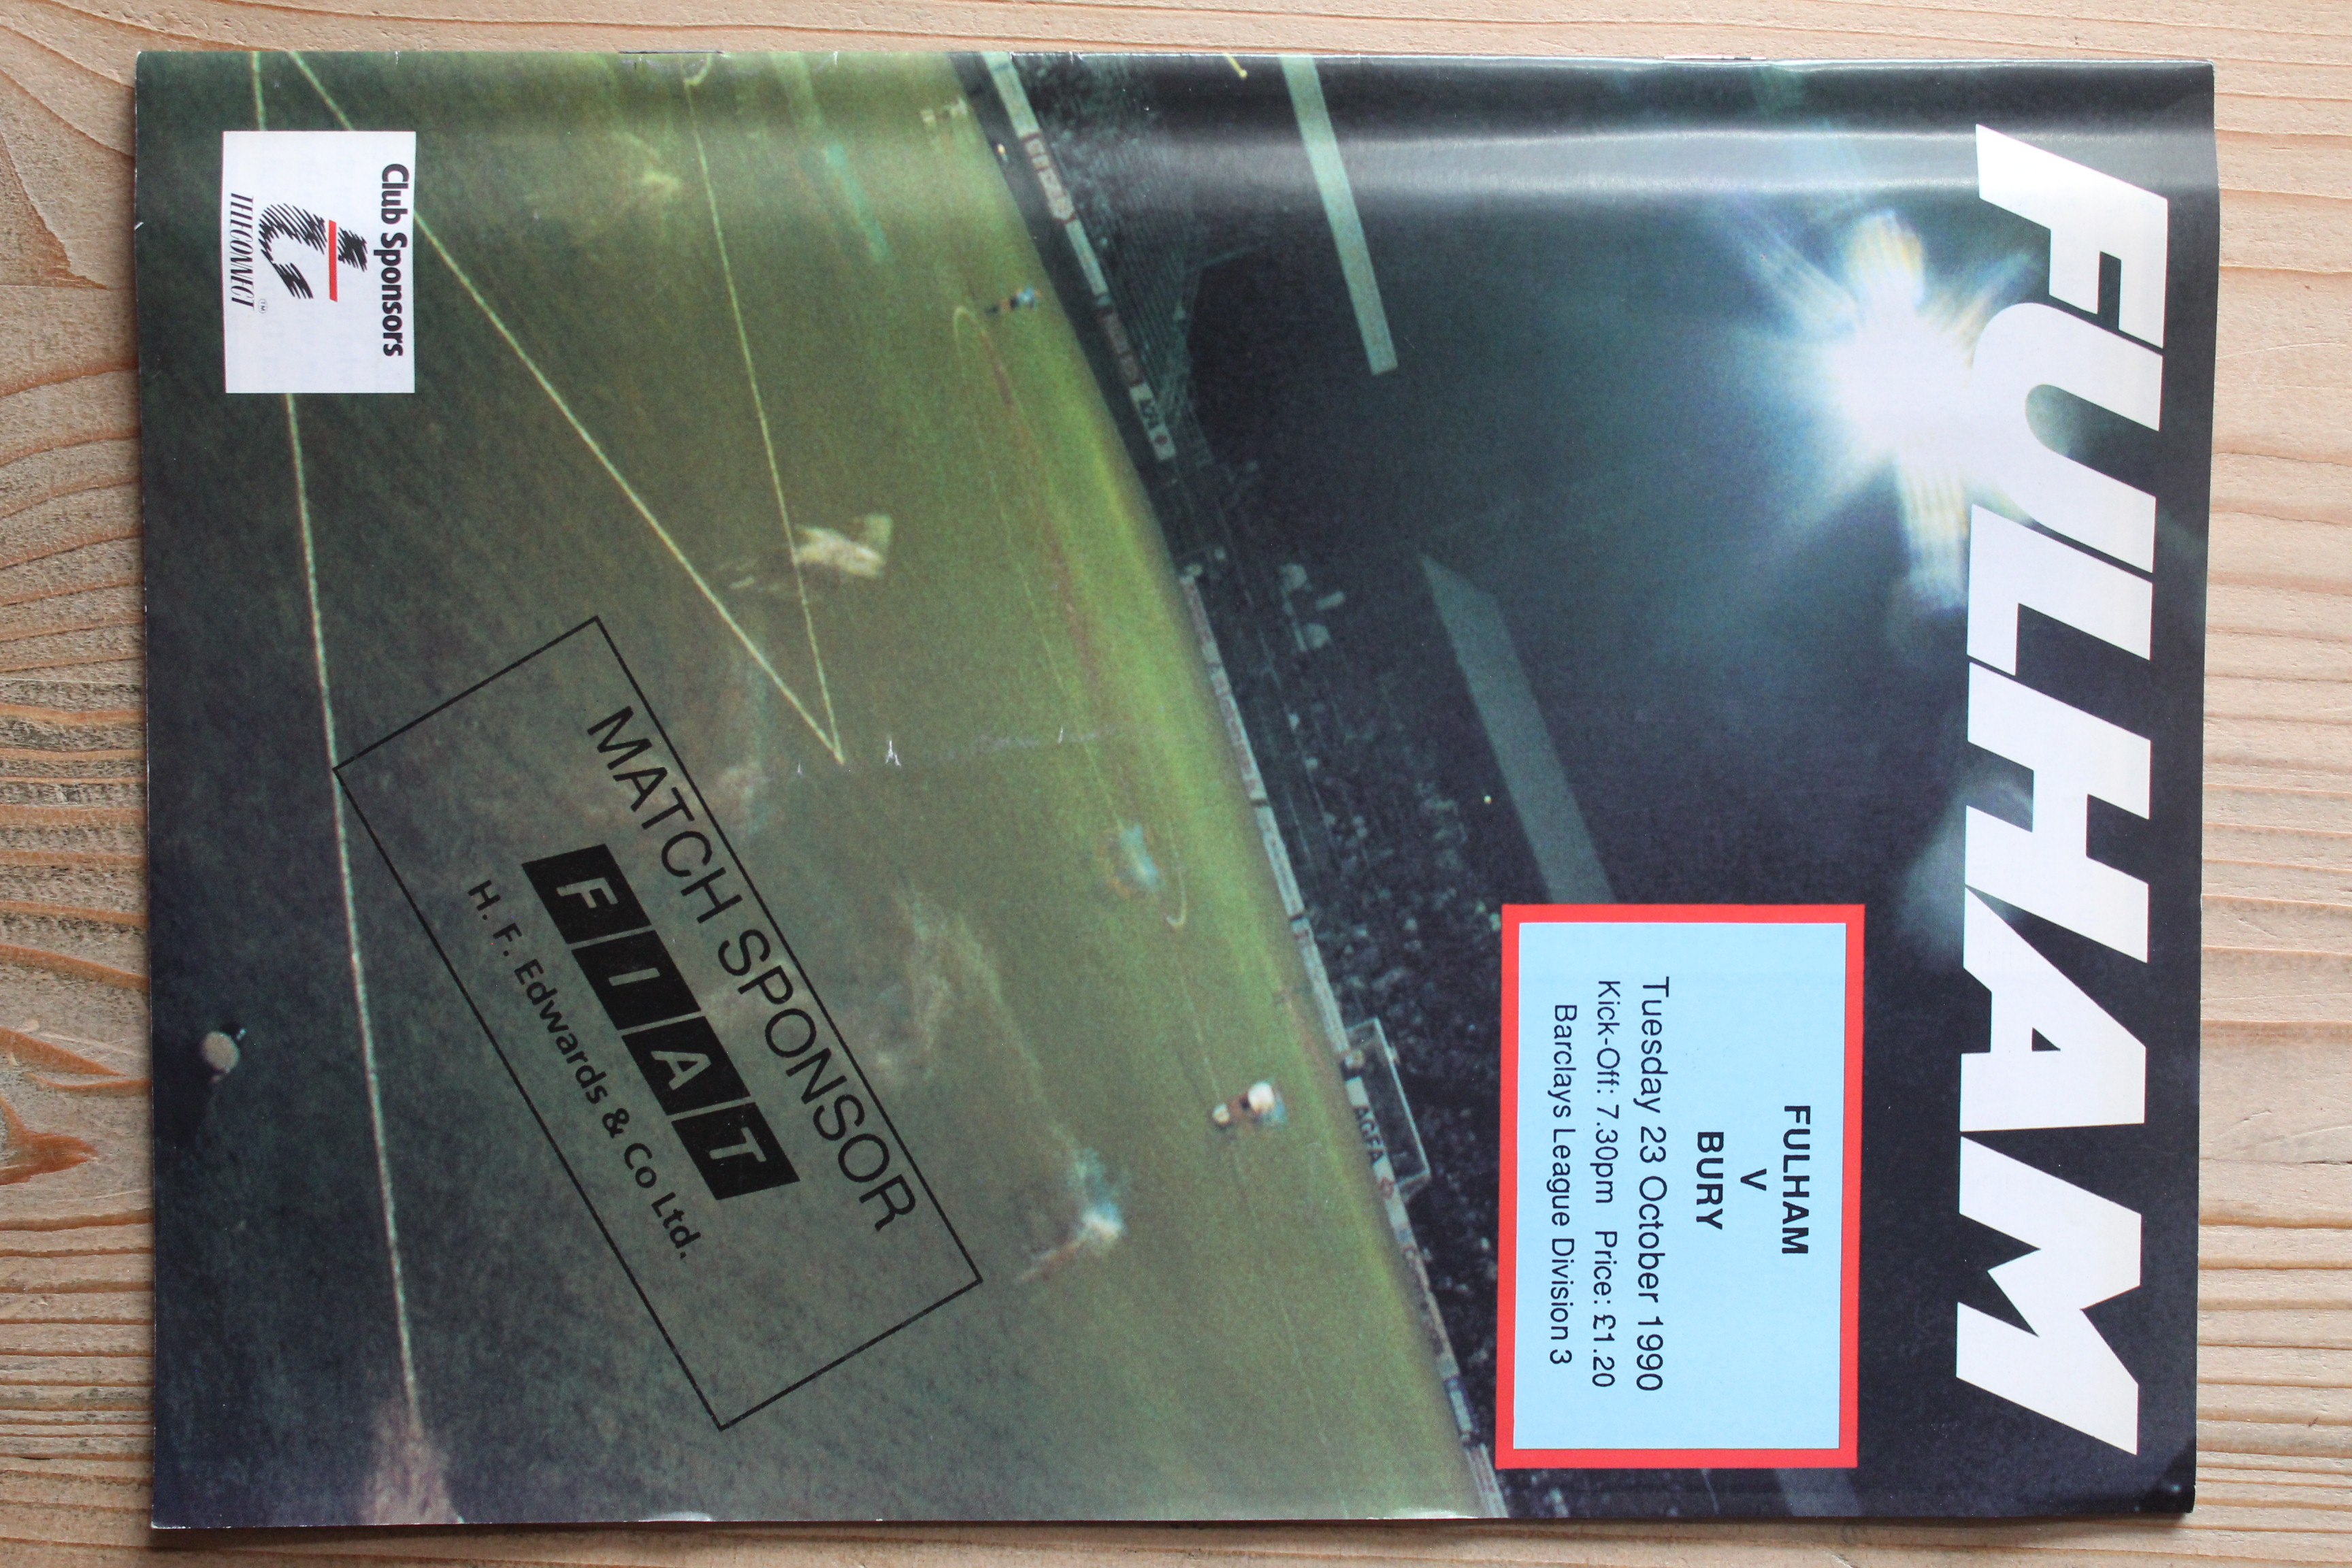 FULHAM
FULHAM
V
BURY
Tuesday 23 October 1990
Kick-Off: 7.30pm Price: £1.20
Barclays League Division 3
AGFA
MATCH SPONSOR
FIAT
H. F. Edwards & Co Ltd.
Club Sponsors
t
TELECONNECT™